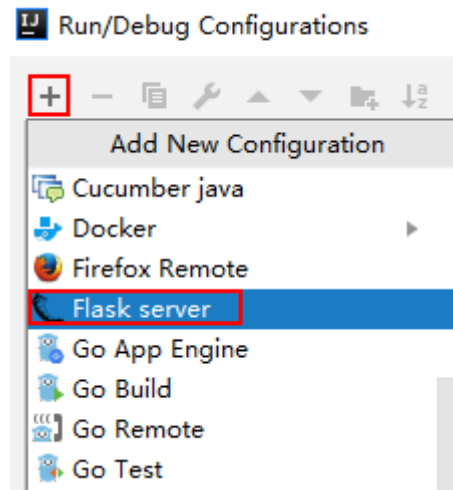 Run/Debug Configurations
Add New Configuration
Cucumber java
Docker
Firefox Remote
Flask server
Go App Engine
Go Build
Go Remote
Go Test